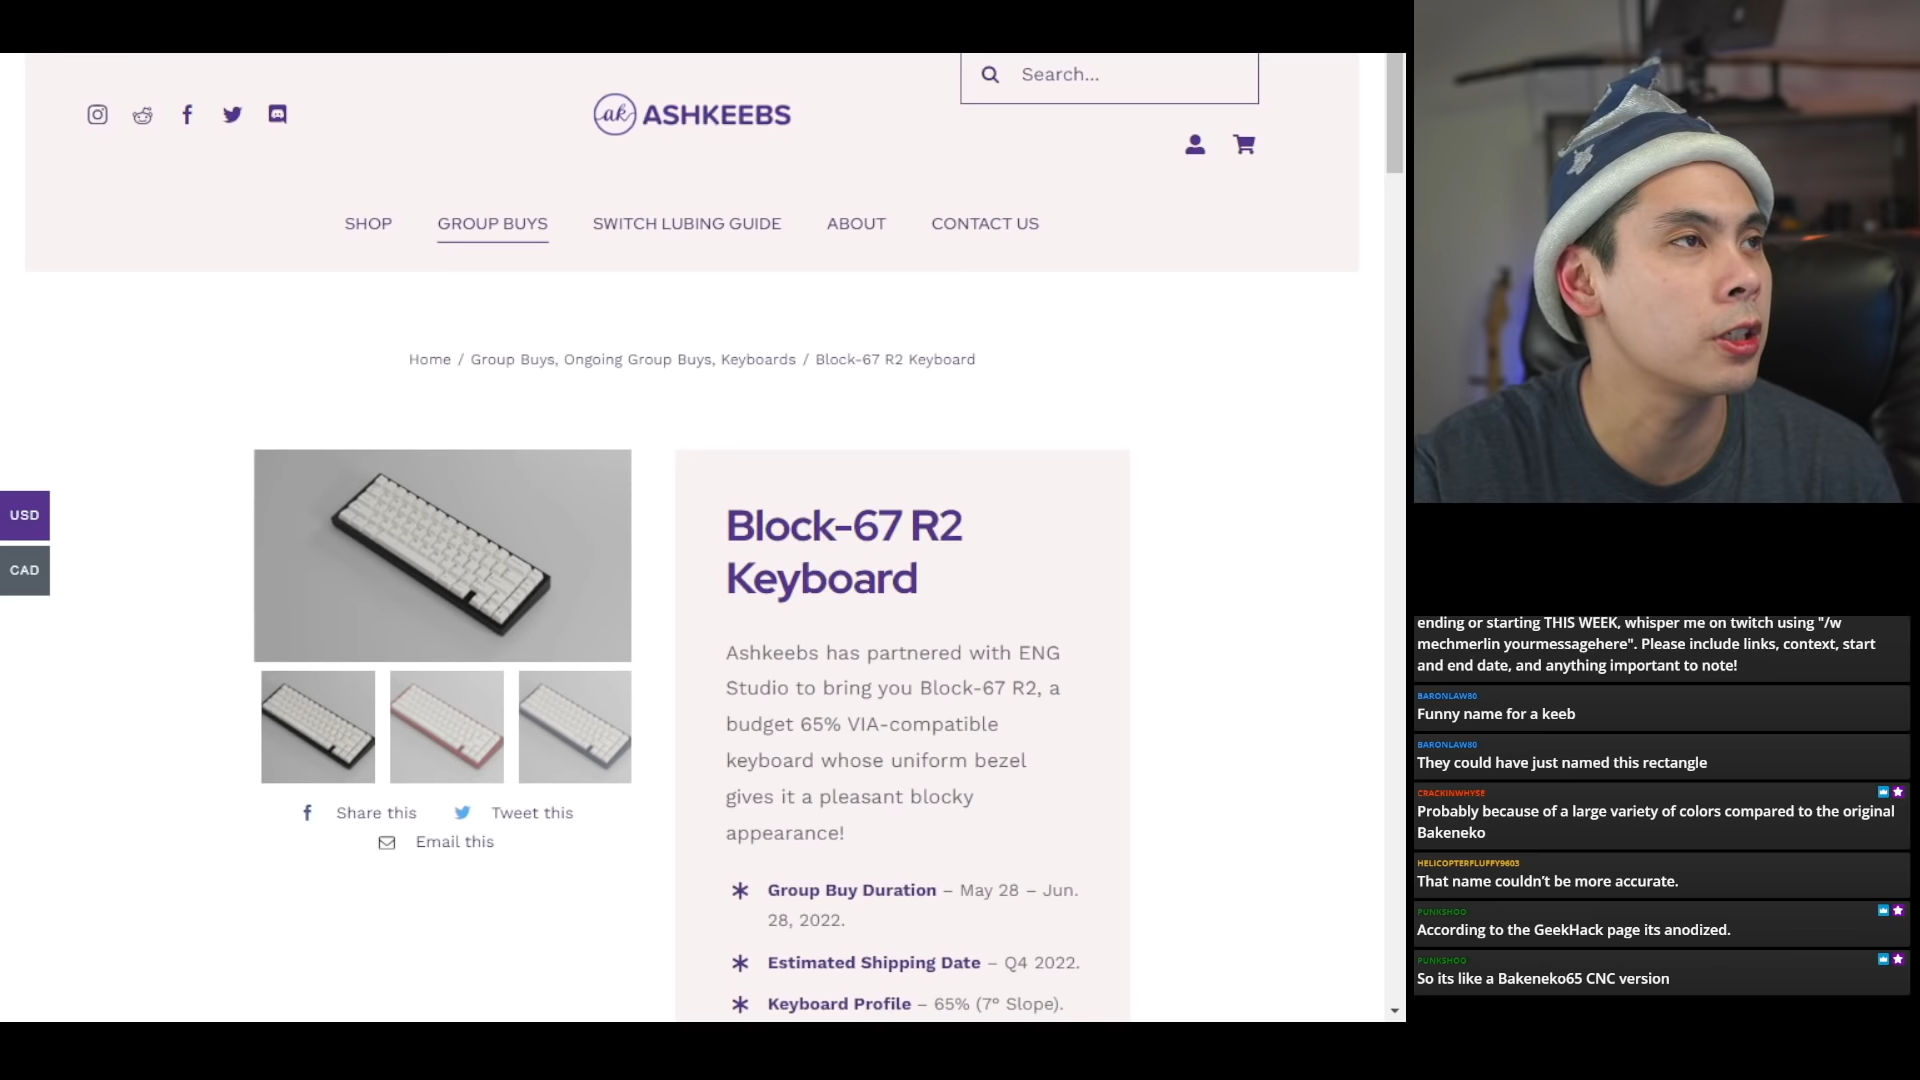 Search...
ak ASHKEEBS
SHOP GROUP BUYS SWITCH LUBING GUIDE ABOUT CONTACT US
Home / Group Buys, Ongoing Group Buys, Keyboards / Block-67 R2 Keyboard
USD
CAD
Block-67 R2
Keyboard
Ashkeebs has partnered with ENG
Studio to bring you Block-67 R2, a
budget 65% VIA-compatible
keyboard whose uniform bezel
gives it a pleasant blocky
appearance!
Share this Tweet this
Email this
Group Buy Duration – May 28 – Jun.
28, 2022.
Estimated Shipping Date – Q4 2022.
Keyboard Profile – 65% (7° Slope).
ending or starting THIS WEEK, whisper me on twitch using "/w
mechmerlin yourmessagehere". Please include links, context, start
and end date, and anything important to note!
BARONLAW80
Funny name for a keeb
BARONLAW80
They could have just named this rectangle
CRACKINWHYSE
Probably because of a large variety of colors compared to the original
Bakeneko
HELICOPTERFLUFFY9603
That name couldn't be more accurate.
PUNKSHOO
According to the GeekHack page its anodized.
PUNKSHOO
So its like a Bakeneko65 CNC version